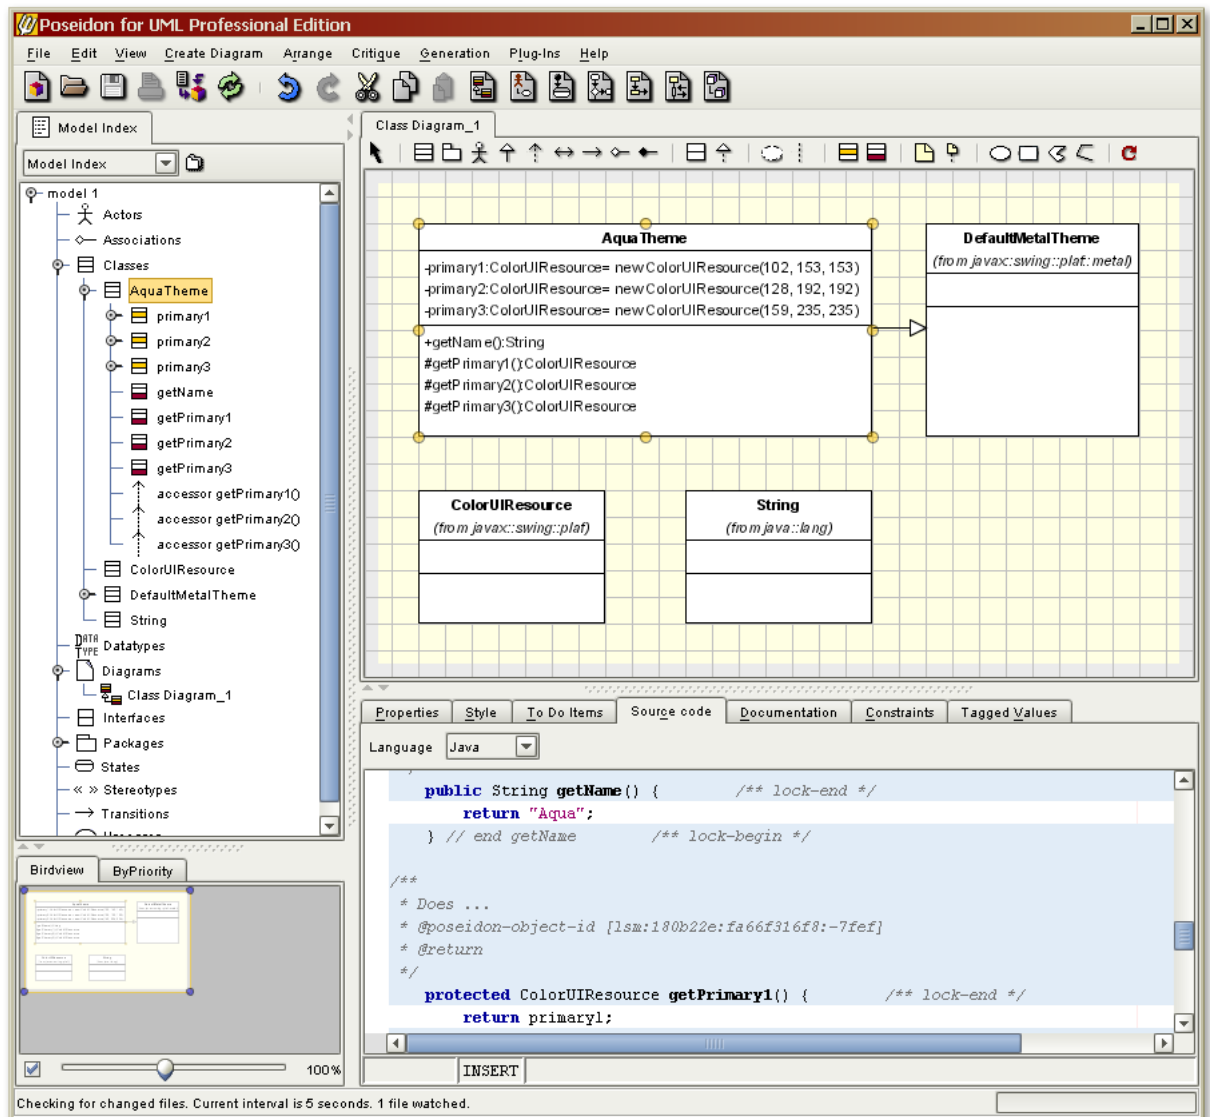 Poseidon for UML Professional Edition
File Edit View Create Diagram Arrange Critique Generation Plug-Ins Help
Model Index
Model Index
model 1
Actors
Associations
Classes
AquaTheme
primary1
primary2
primary3
getName
getPrimary1
getPrimary2
getPrimary3
accessor getPrimary1()
accessor getPrimary2()
accessor getPrimary3()
ColorUIResource
DefaultMetalTheme
String
DATA TYPE Datatypes
Diagrams
Class Diagram_1
Interfaces
Packages
States
« » Stereotypes
Transitions
Birdview ByPriority
100%
Class Diagram_1
AquaTheme
-primary1:ColorUIResource= new ColorUIResource(102, 153, 153)
-primary2:ColorUIResource= new ColorUIResource(128, 192, 192)
-primary3:ColorUIResource= new ColorUIResource(159, 235, 235)
+getName():String
#getPrimary1():ColorUIResource
#getPrimary2():ColorUIResource
#getPrimary3():ColorUIResource
DefaultMetalTheme
(from javax::swing::plaf::metal)
ColorUIResource
(from javax::swing::plaf)
String
(from java::lang)
Properties Style To Do Items Source code Documentation Constraints Tagged Values
Language Java
public String getName() { /** lock-end */
return "Aqua";
} // end getName /** lock-begin */
/**
* Does ...
* @poseidon-object-id [lsm:180b22e:fa66f316f8:-7fef]
* @return
*/
protected ColorUIResource getPrimary1() { /** lock-end */
return primary1;
INSERT
Checking for changed files. Current interval is 5 seconds. 1 file watched.